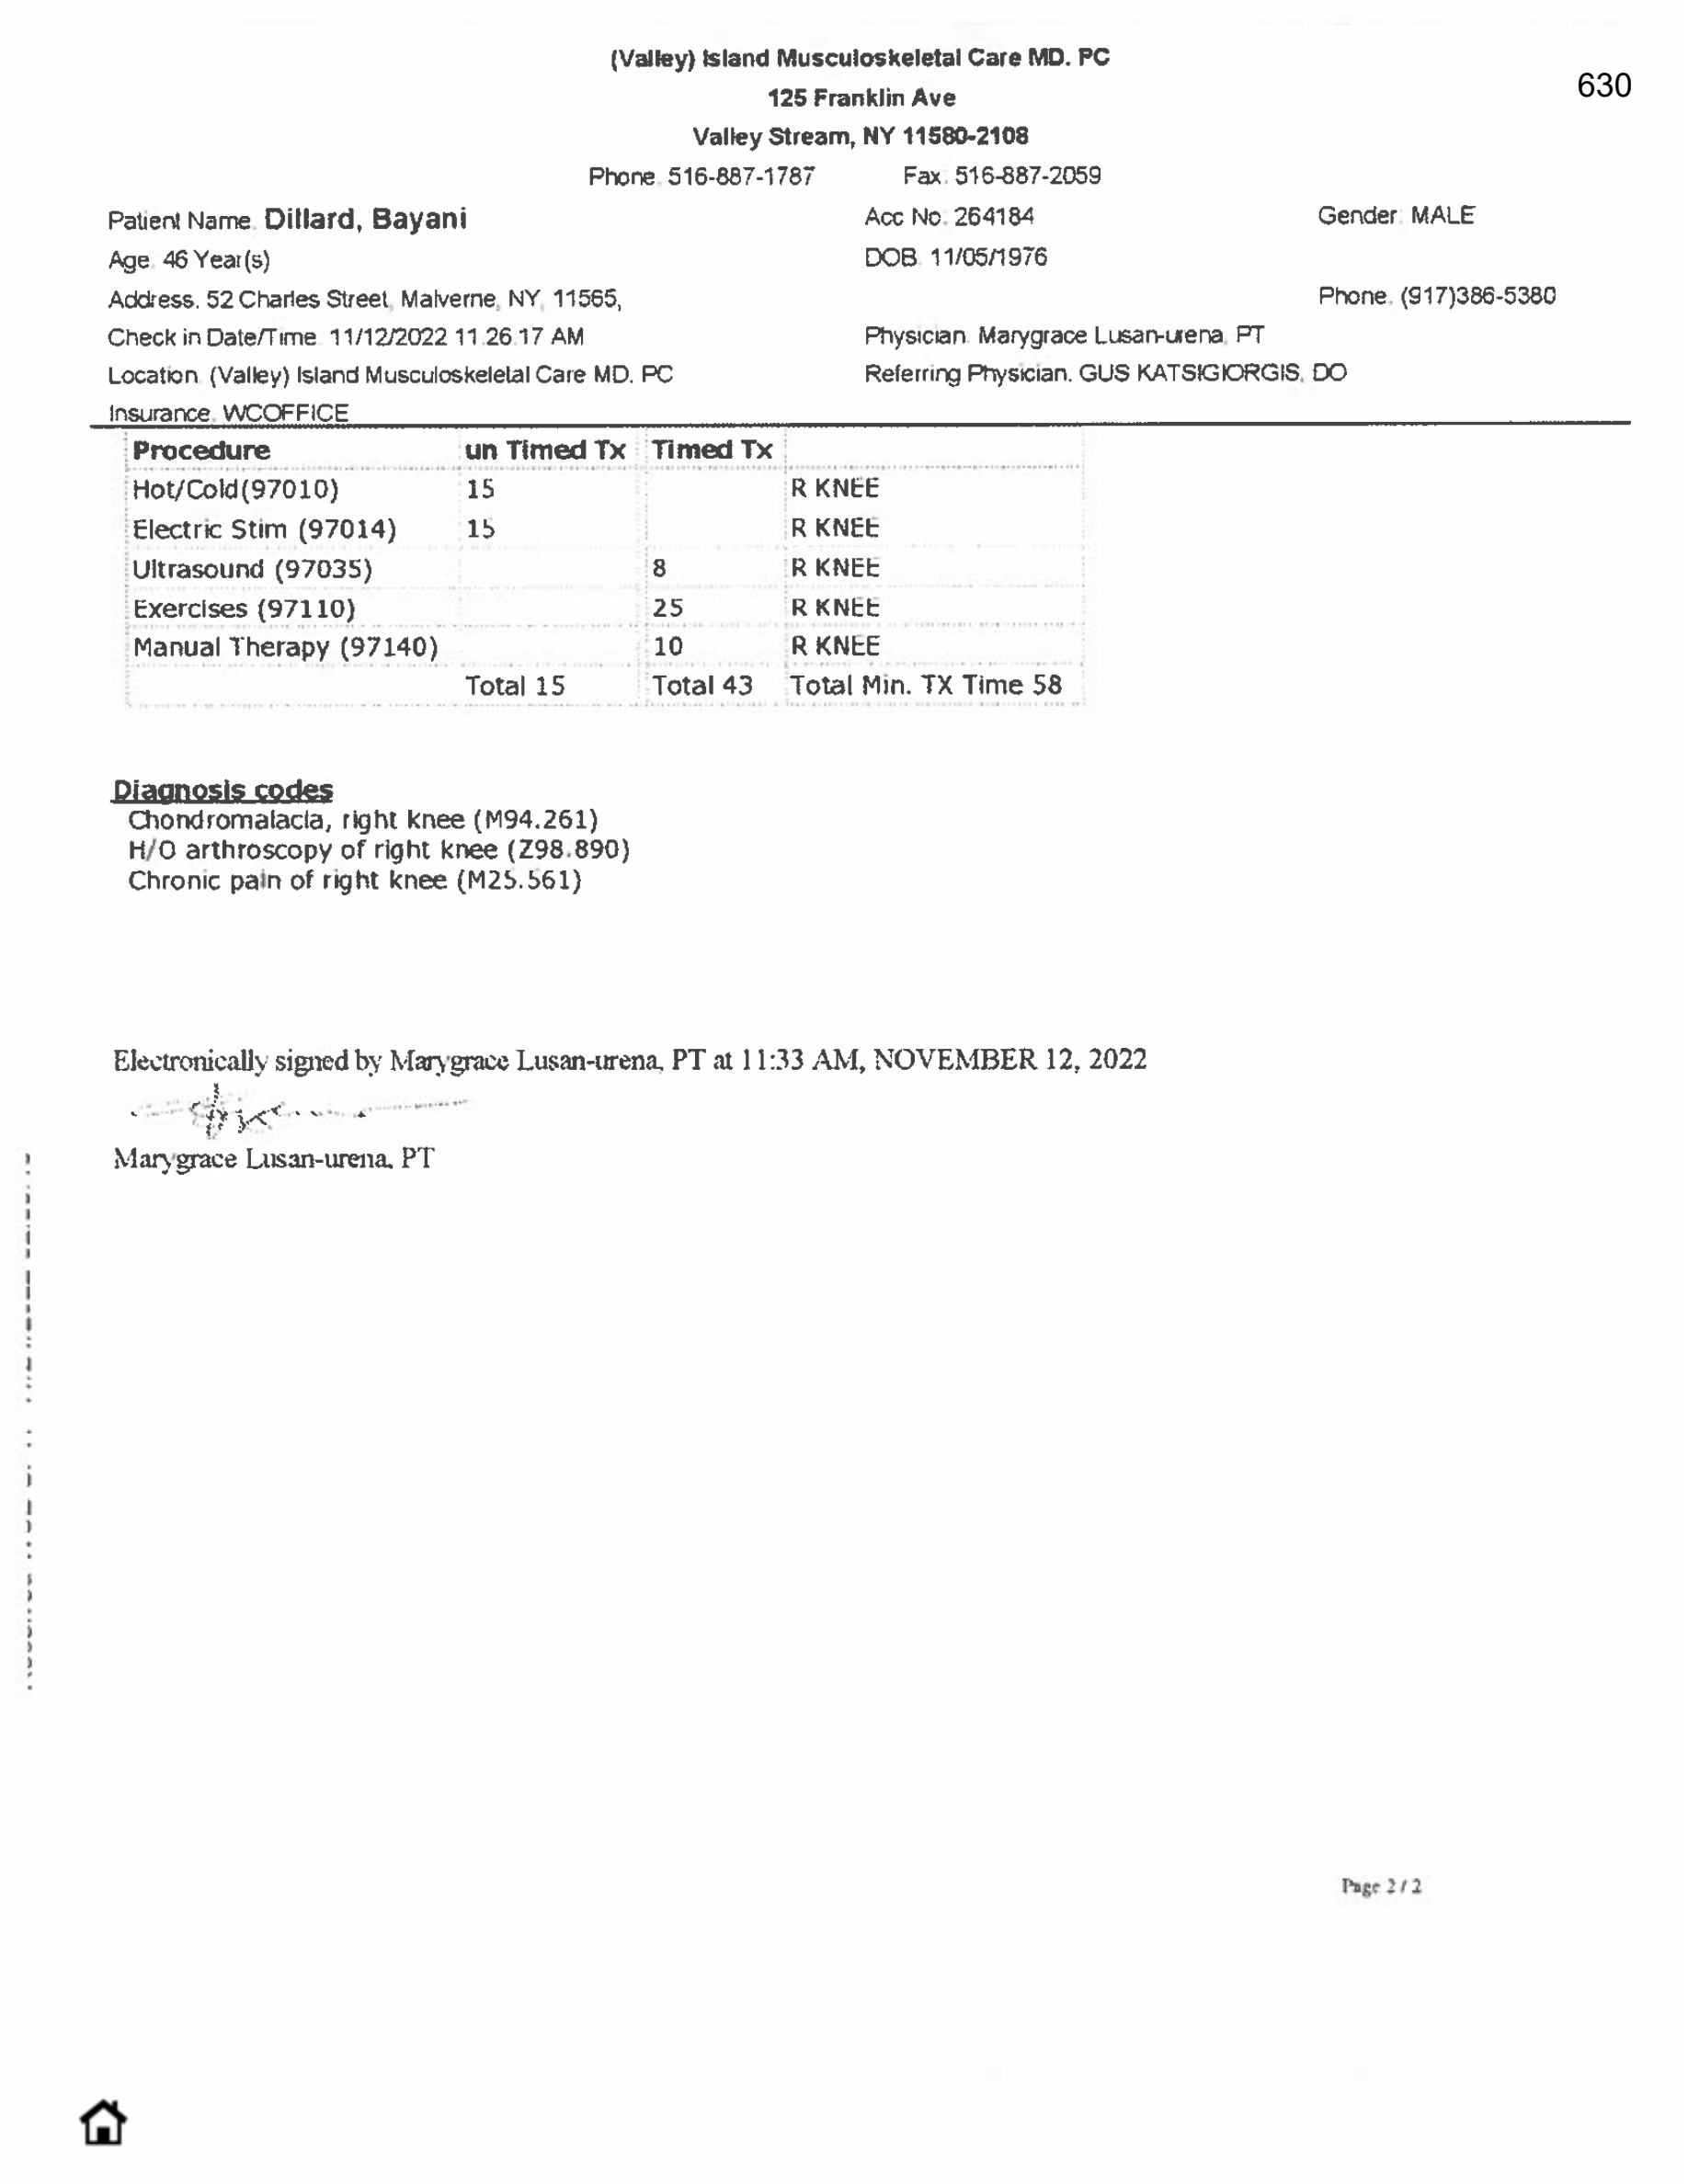 (Valley) Island Musculoskeletal Care MD. PC
630
125 Franklin Ave
Valley Stream, NY 11580-2108
Phone. 516-887-1787 Fax. 516-887-2059
Patient Name. Dillard, Bayani Acc No. 264184 Gender. MALE
Age. 46 Year(s) DOB. 11/05/1976
Address. 52 Charles Street, Malverne, NY, 11565, Phone. (917)386-5380
Check in Date/Time. 11/12/2022 11.26.17 AM Physician. Marygrace Lusan-urena, PT
Location. (Valley) Island Musculoskeletal Care MD. PC Referring Physician. GUS KATSIGIORGIS, DO
Insurance. WCOFFICE
Procedure un Timed Tx Timed Tx
Hot/Cold(97010) 15 R KNEE
Electric Stim (97014) 15 R KNEE
Ultrasound (97035) 8 R KNEE
Exercises (97110) 25 R KNEE
Manual Therapy (97140) 10 R KNEE
Total 15 Total 43 Total Min. TX Time 58
Diagnosis codes
Chondromalacia, right knee (M94.261)
H/O arthroscopy of right knee (Z98.890)
Chronic pain of right knee (M25.561)
Electronically signed by Marygrace Lusan-urena, PT at 11:33 AM, NOVEMBER 12, 2022
Marygrace Lusan-urena, PT
Page 2 / 2